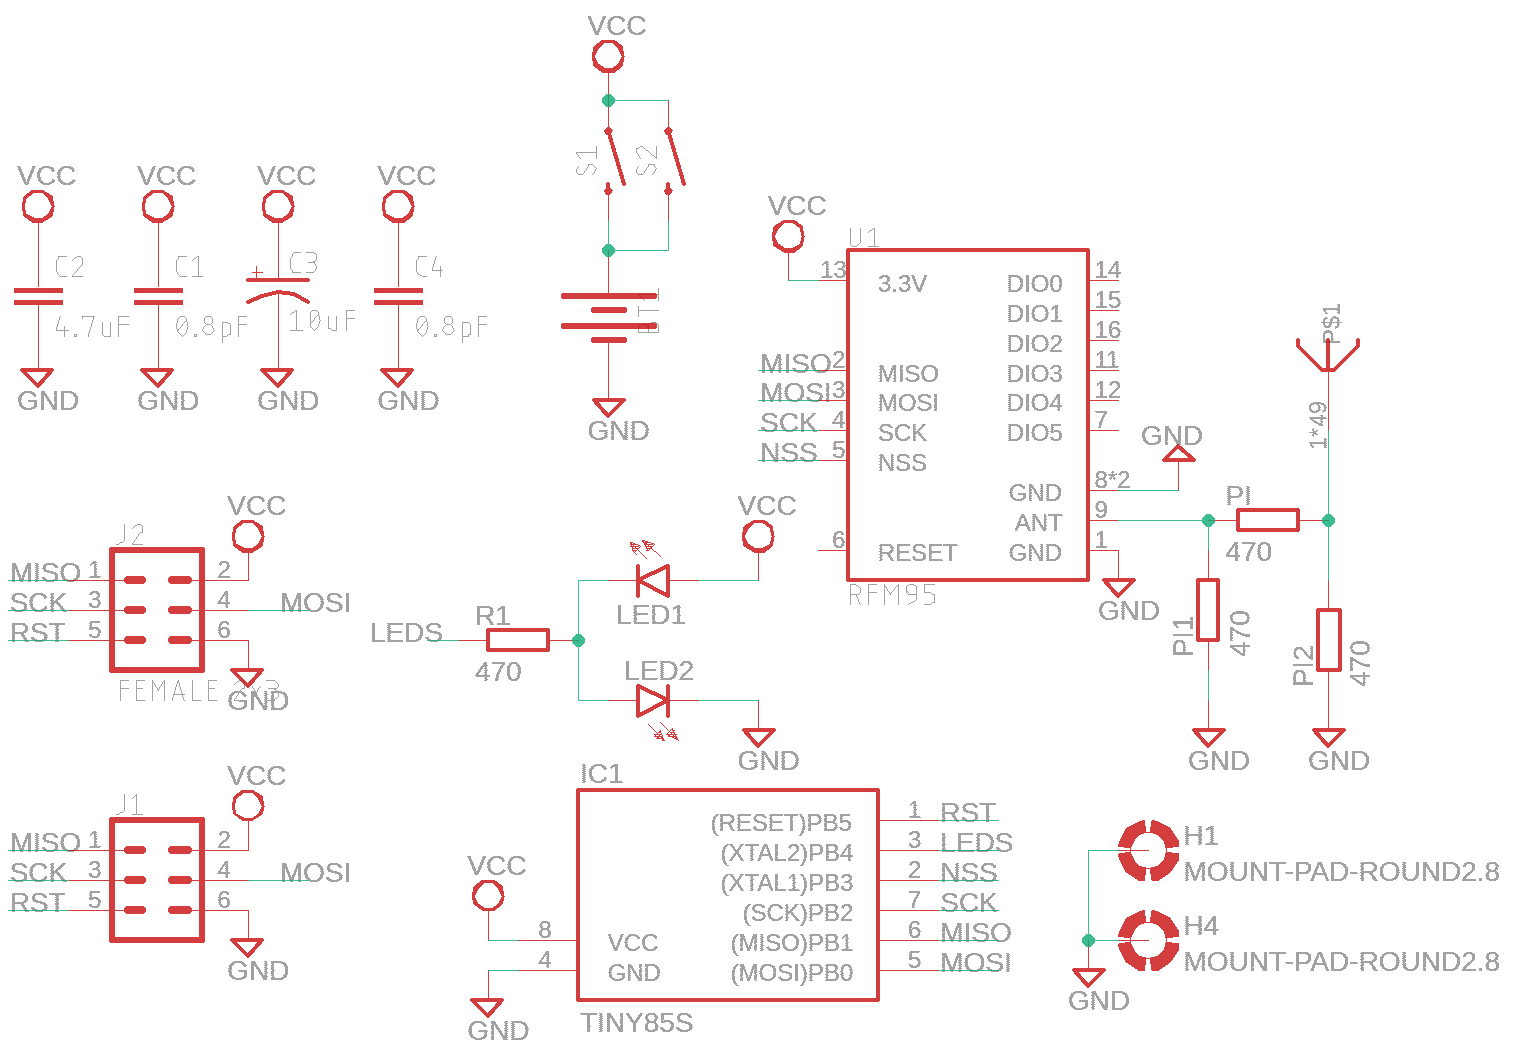 VCC
S1
S2
BT1
GND
VCC
C2
4.7uF
GND
VCC
C1
0.8pF
GND
VCC
+
C3
10uF
GND
VCC
C4
0.8pF
GND
VCC
U1
13 3.3V
MISO 2 MISO
MOSI 3 MOSI
SCK 4 SCK
NSS 5 NSS
6 RESET
DIO0 14
DIO1 15
DIO2 16
DIO3 11
DIO4 12
DIO5 7
GND 8*2
ANT 9
GND 1
RFM95
GND
GND
PI
470
PI1
470
GND
PI2
470
GND
P$1
1*49
J2
VCC
MISO 1 2
SCK 3 4 MOSI
RST 5 6
FEMALE 2x3
GND
LEDS
R1
470
LED1
VCC
LED2
GND
J1
VCC
MISO 1 2
SCK 3 4 MOSI
RST 5 6
GND
IC1
VCC
8 VCC
4 GND
GND
(RESET)PB5 1 RST
(XTAL2)PB4 3 LEDS
(XTAL1)PB3 2 NSS
(SCK)PB2 7 SCK
(MISO)PB1 6 MISO
(MOSI)PB0 5 MOSI
TINY85S
H1
MOUNT-PAD-ROUND2.8
H4
MOUNT-PAD-ROUND2.8
GND